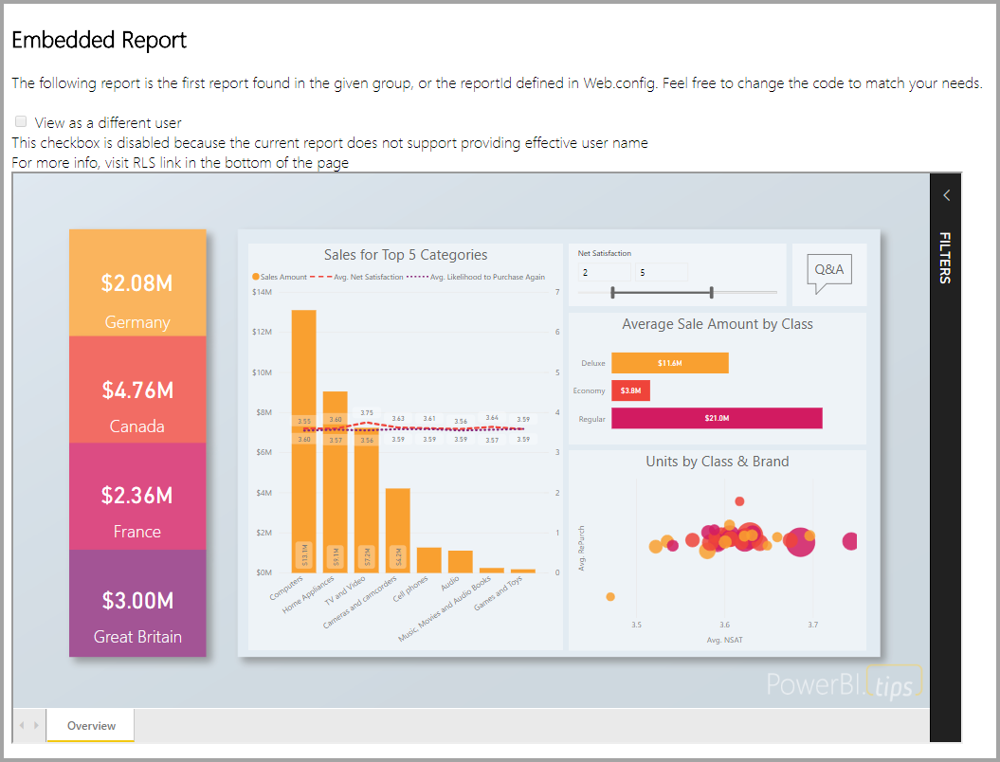 Embedded Report
The following report is the first report found in the given group, or the reportId defined in Web.config. Feel free to change the code to match your needs.
View as a different user
This checkbox is disabled because the current report does not support providing effective user name
For more info, visit RLS link in the bottom of the page
$2.08M
Germany
$4.76M
Canada
$2.36M
France
$3.00M
Great Britain
Sales for Top 5 Categories
Sales Amount Avg. Net Satisfaction Avg. Likelihood to Purchase Again
$14M 7
$12M 6
$10M 5
$8M 4
$6M 3
$4M 2
$2M 1
$0M 0
3.55 3.60 3.75 3.63 3.61 3.56 3.64 3.59
3.60 3.57 3.56 3.59 3.59 3.59 3.57 3.59
$13.1M $9.1M $7.2M $4.2M
Computers
Home Appliances
TV and Video
Cameras and camcorders
Cell phones
Audio
Music, Movies and Audio Books
Games and Toys
Net Satisfaction
2 5
Q&A
Average Sale Amount by Class
Deluxe $11.6M
Economy $3.8M
Regular $21.0M
Units by Class & Brand
Avg. RePurch
3.5 3.6 3.7
Avg. NSAT
FILTERS
PowerBI.tips
Overview